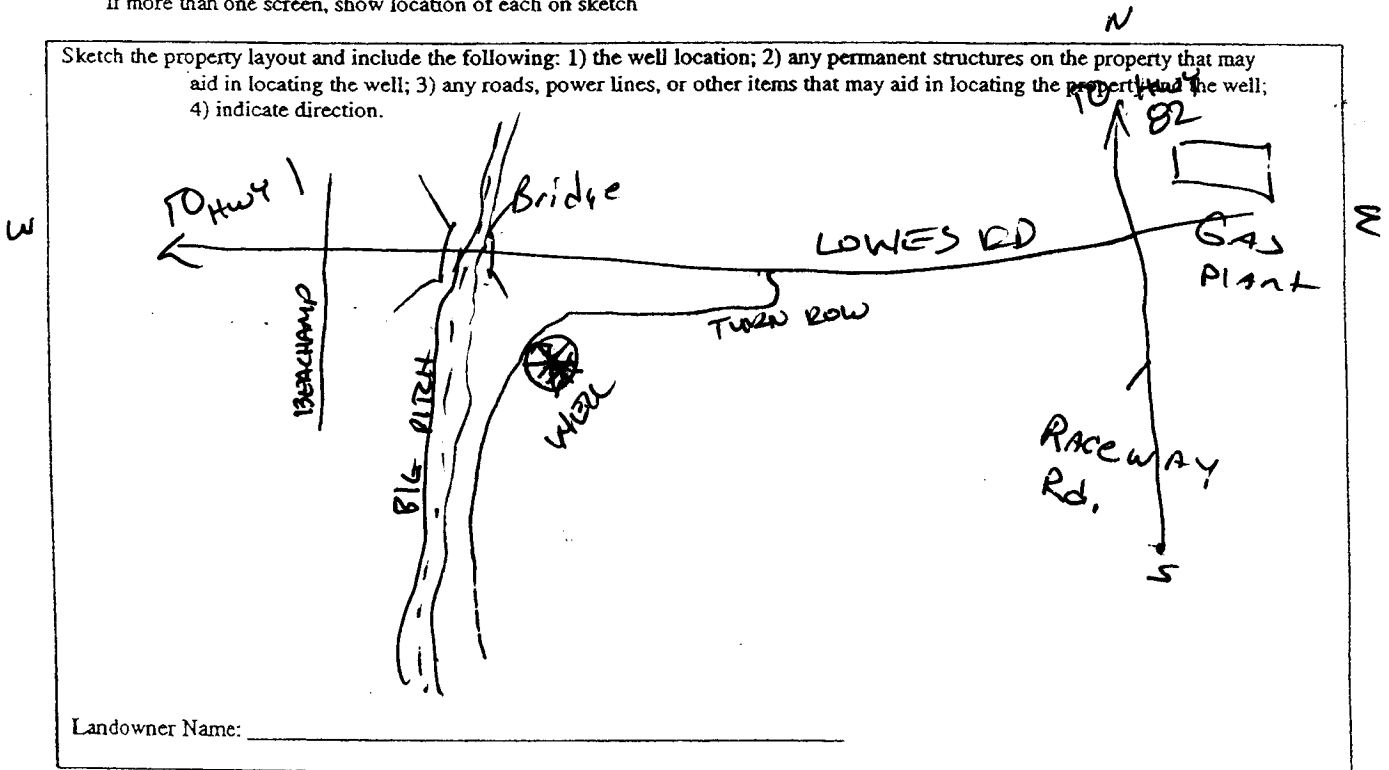 If more than one screen, show location of each on sketch
N
Sketch the property layout and include the following: 1) the well location; 2) any permanent structures on the property that may
aid in locating the well; 3) any roads, power lines, or other items that may aid in locating the property and the well;
4) indicate direction.
TO HWY
82
TO HWY 1
Bridge
W
E
LOWES RD
GAS
PLANT
BEACHAMP
TURN ROW
BIG DITCH
WELL
RACEWAY
Rd.
S
Landowner Name: